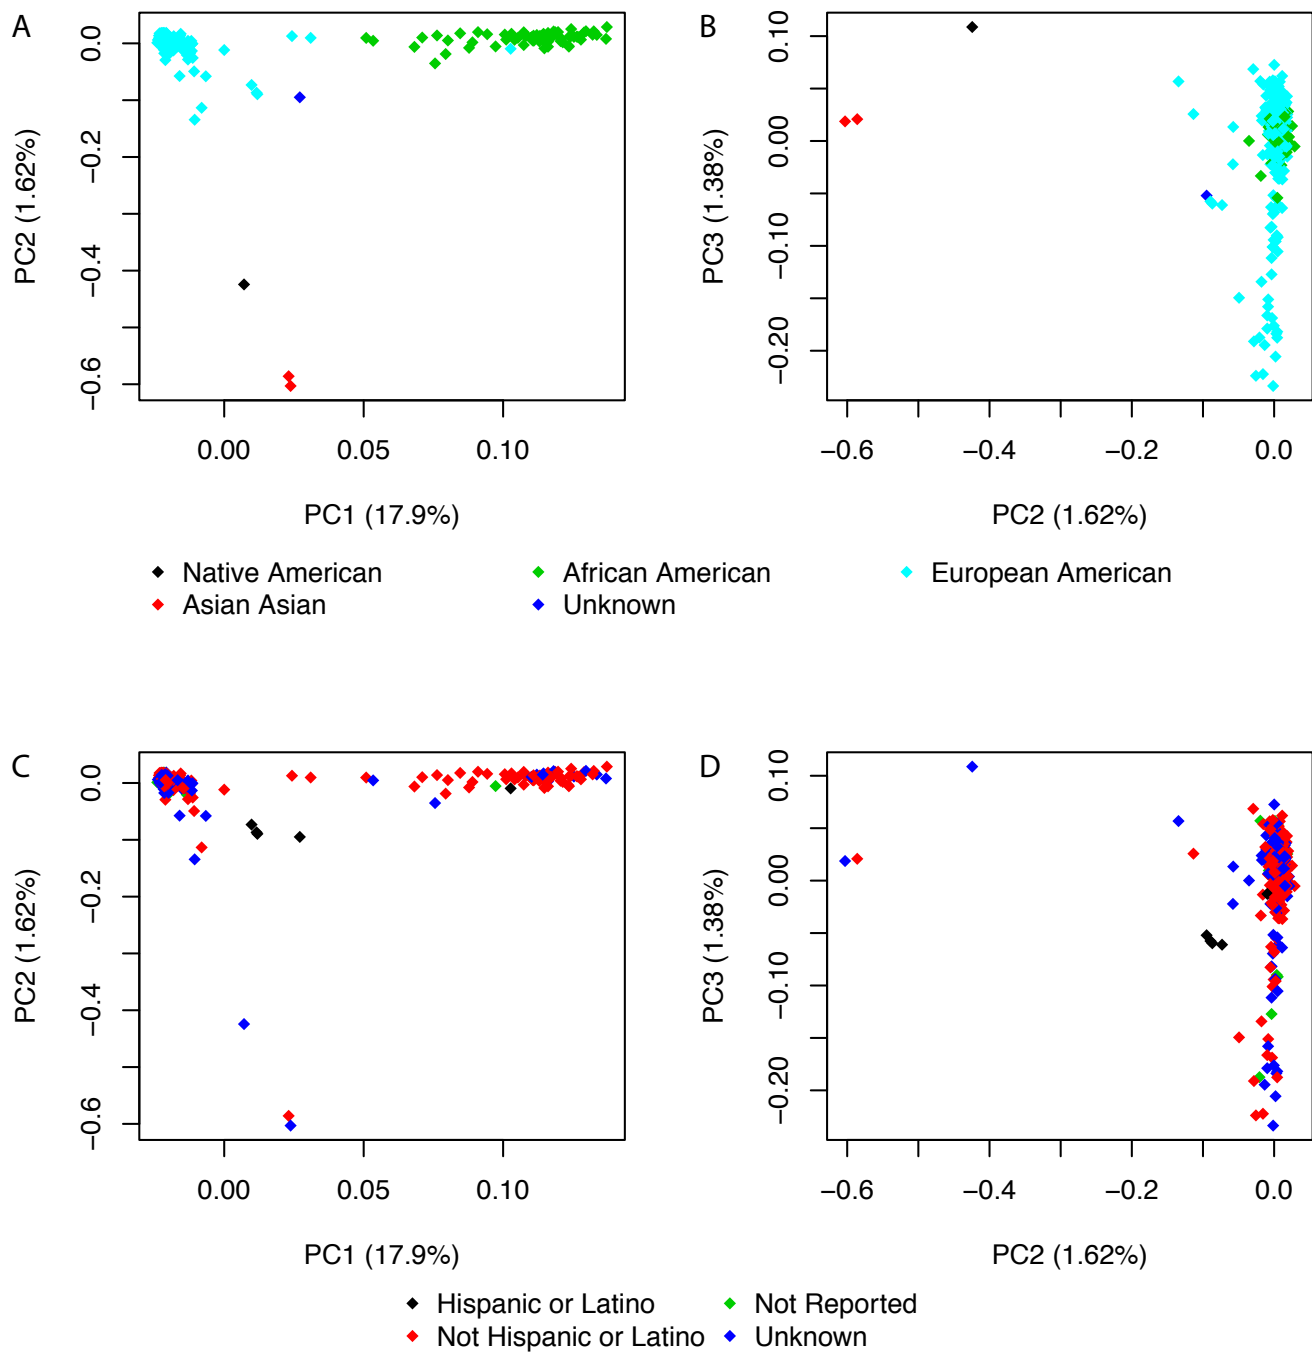 A
0.0
−0.2
−0.4
−0.6
PC2 (1.62%)
0.00 0.05 0.10
PC1 (17.9%)
B
0.10
0.00
−0.10
−0.20
PC3 (1.38%)
−0.6 −0.4 −0.2 0.0
PC2 (1.62%)
Native American African American European American
Asian Asian Unknown
C
0.0
−0.2
−0.4
−0.6
PC2 (1.62%)
0.00 0.05 0.10
PC1 (17.9%)
D
0.10
0.00
−0.10
−0.20
PC3 (1.38%)
−0.6 −0.4 −0.2 0.0
PC2 (1.62%)
Hispanic or Latino Not Reported
Not Hispanic or Latino Unknown